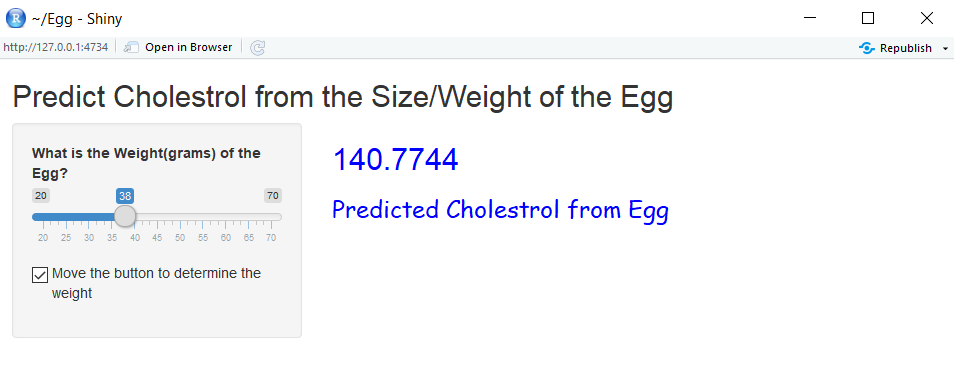 R ~/Egg - Shiny
http://127.0.0.1:4734 Open in Browser Republish
Predict Cholestrol from the Size/Weight of the Egg
What is the Weight(grams) of the
Egg?
20 38 70
20 25 30 35 40 45 50 55 60 65 70
Move the button to determine the
weight
140.7744
Predicted Cholestrol from Egg